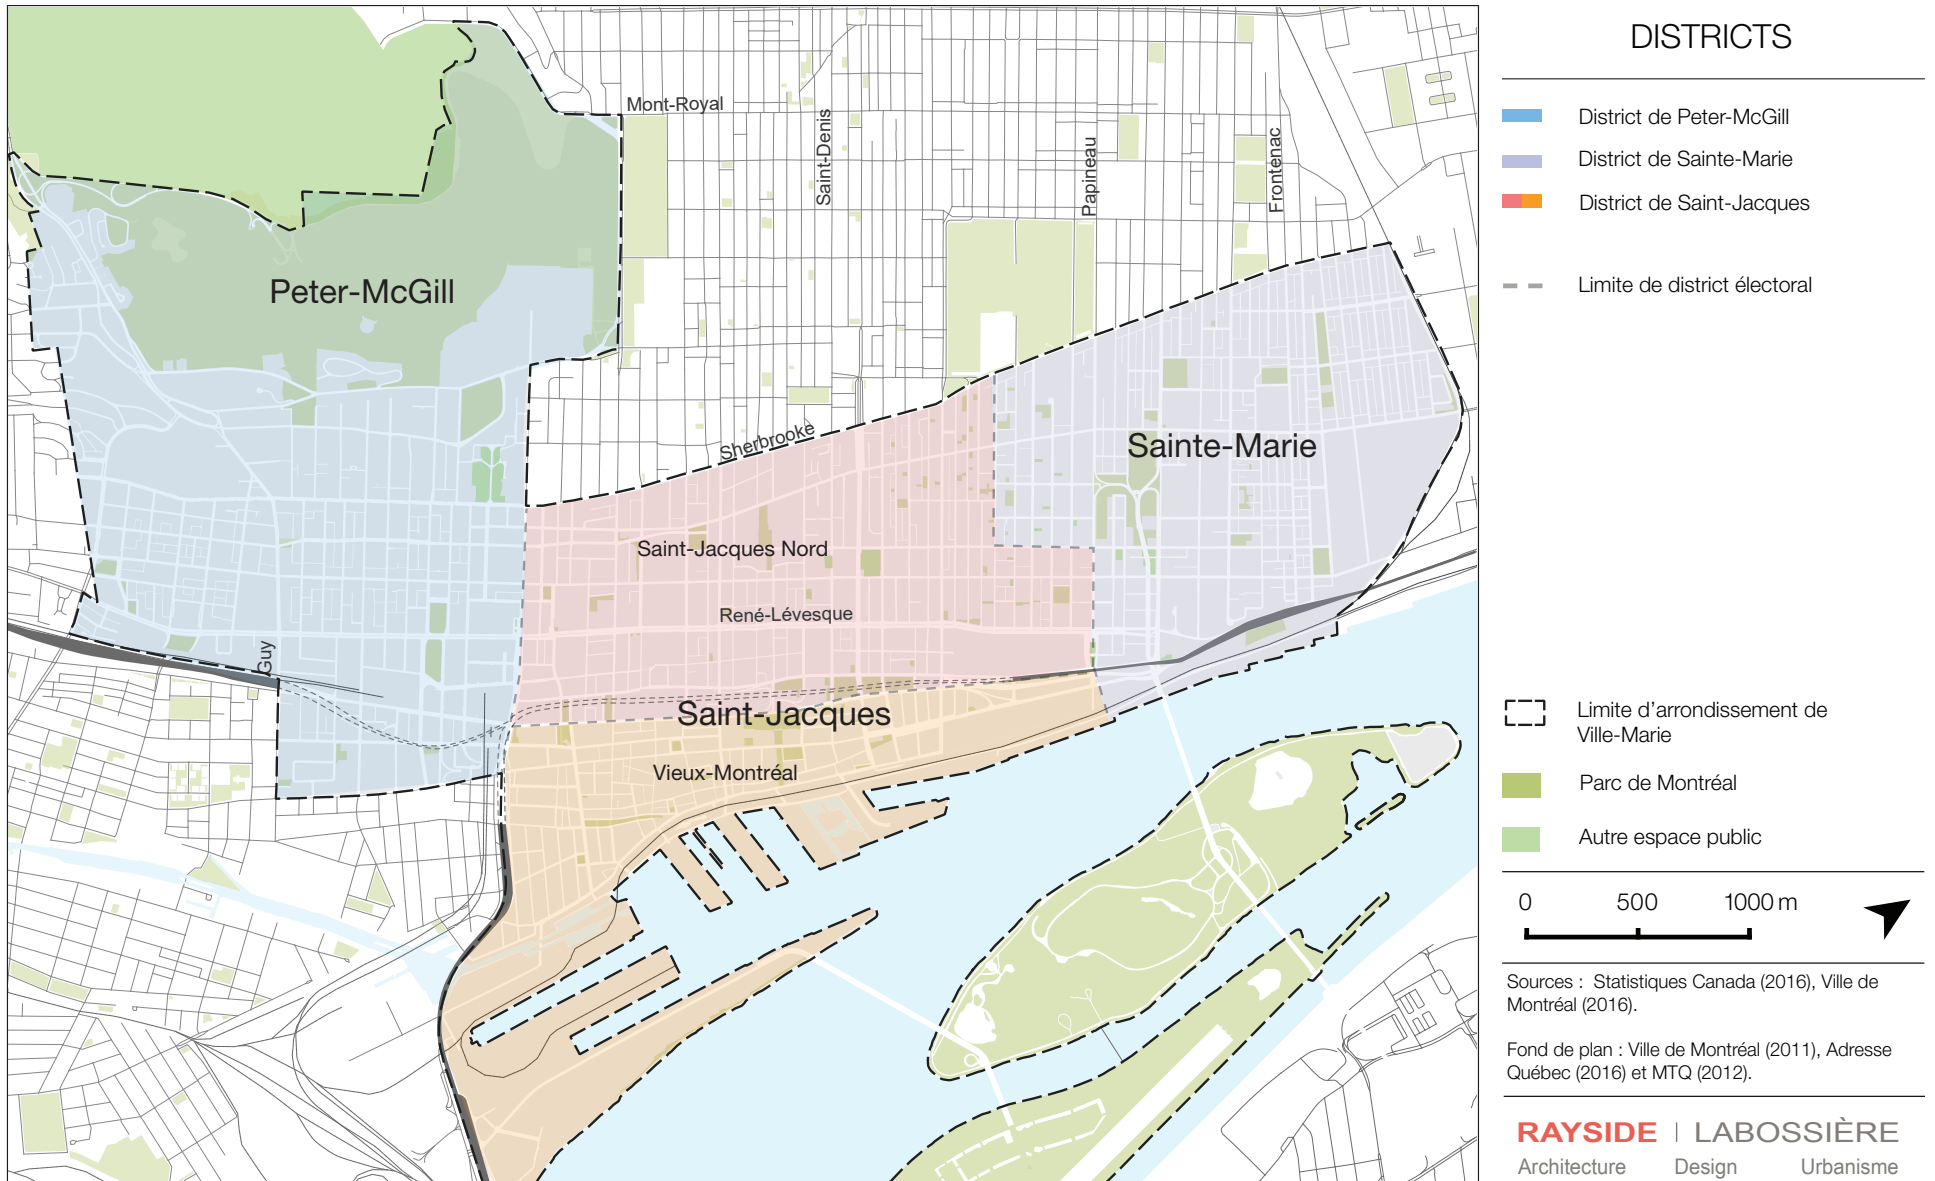 Mont-Royal
Saint-Denis
Papineau
Frontenac
Peter-McGill
Sherbrooke
Sainte-Marie
Saint-Jacques Nord
René-Lévesque
Guy
Saint-Jacques
Vieux-Montréal
DISTRICTS
District de Peter-McGill
District de Sainte-Marie
District de Saint-Jacques
Limite de district électoral
Limite d'arrondissement de
Ville-Marie
Parc de Montréal
Autre espace public
0 500 1000 m
Sources : Statistiques Canada (2016), Ville de
Montréal (2016).
Fond de plan : Ville de Montréal (2011), Adresse
Québec (2016) et MTQ (2012).
RAYSIDE | LABOSSIÈRE
Architecture Design Urbanisme